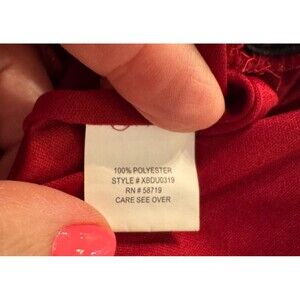 100% POLYESTER
STYLE # XBDU0319
RN # 58719
CARE SEE OVER